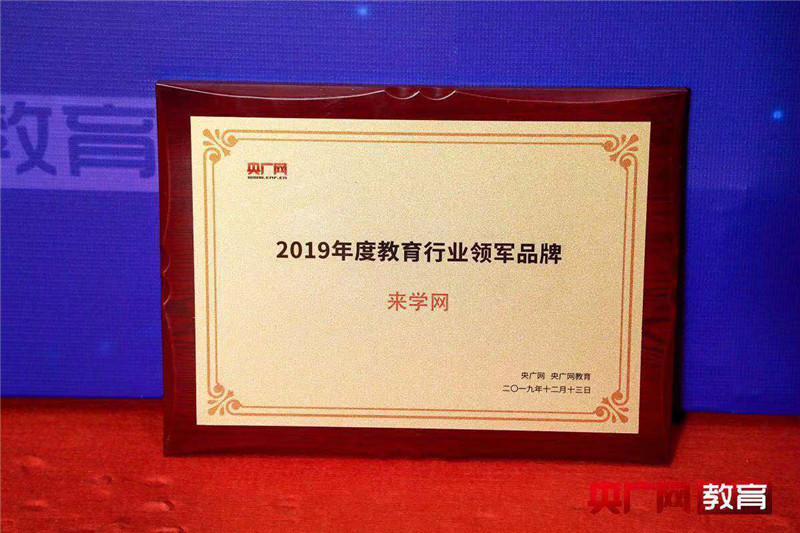 教育
央广网
www.cnr.cn
2019年度教育行业领军品牌
来学网
央广网 央广网教育
二〇一九年十二月十三日
央广网 教育